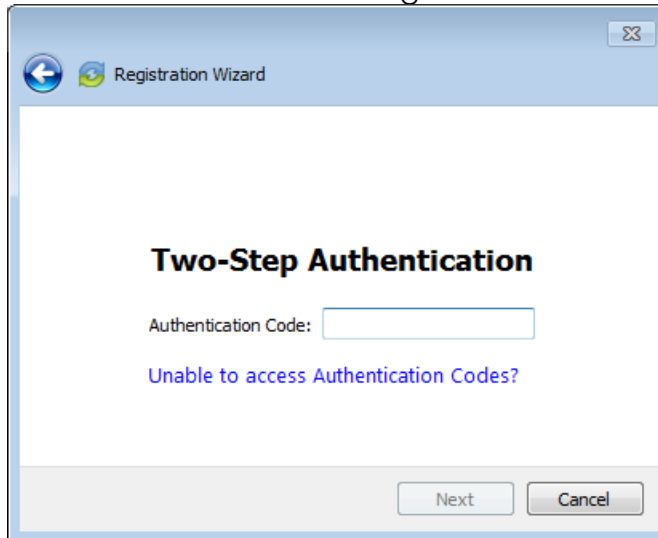 Registration Wizard
Two-Step Authentication
Authentication Code:
Unable to access Authentication Codes?
Next Cancel